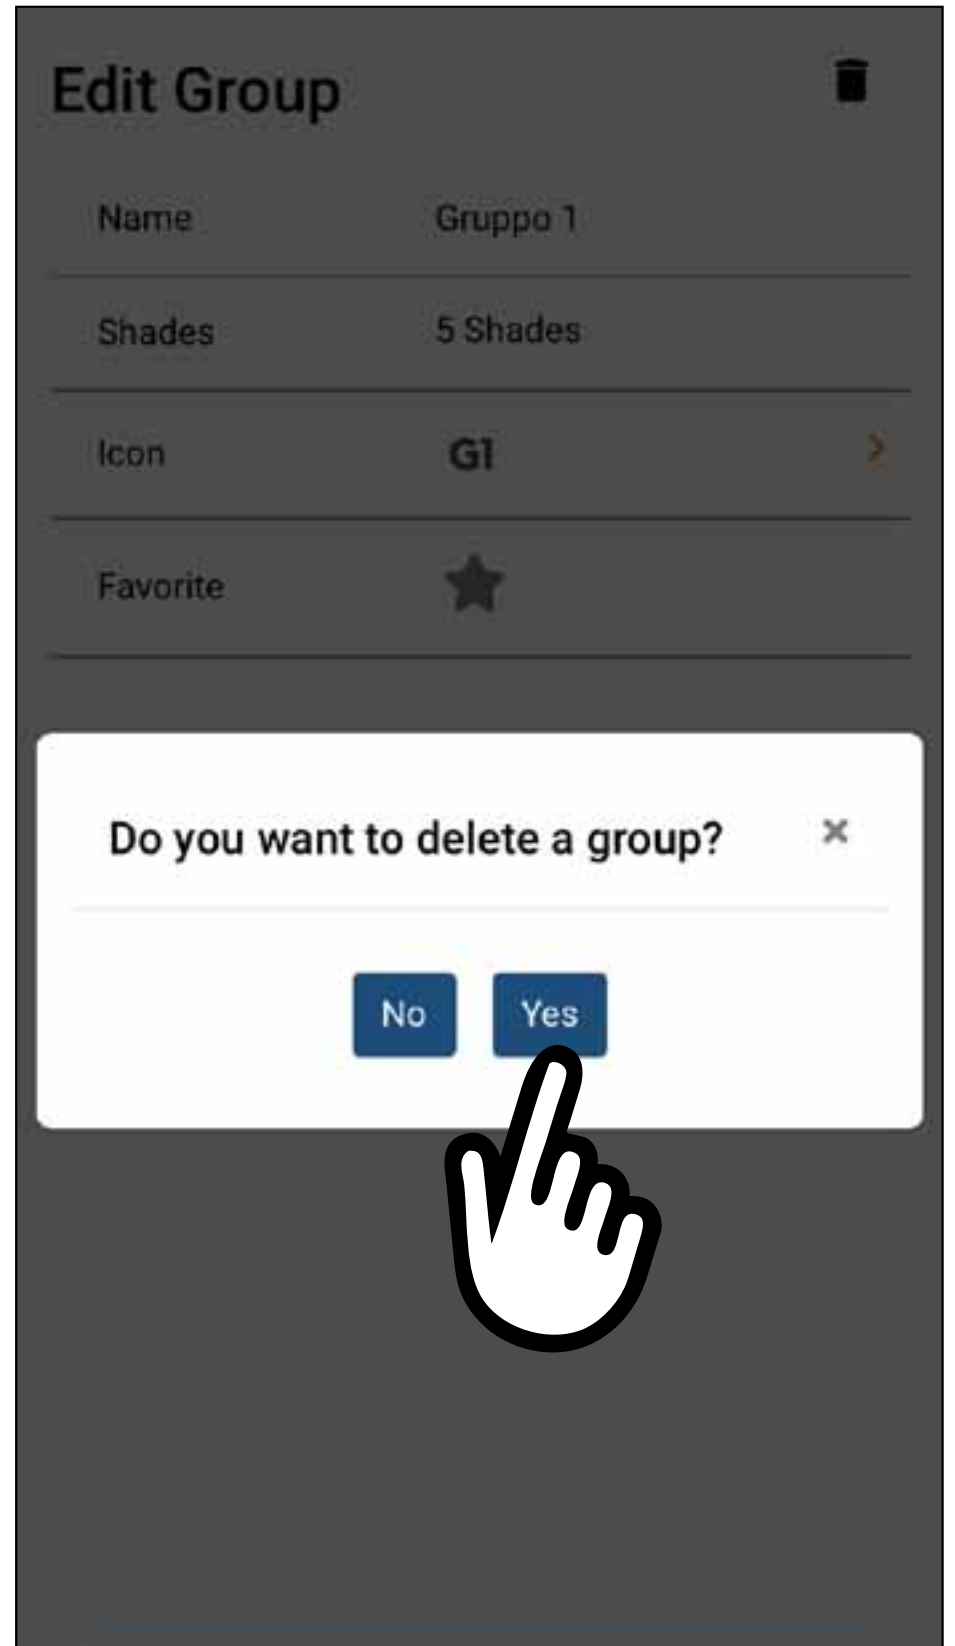 Edit Group
Name Gruppo 1
Shades 5 Shades
Icon G1
Favorite
Do you want to delete a group?
No Yes